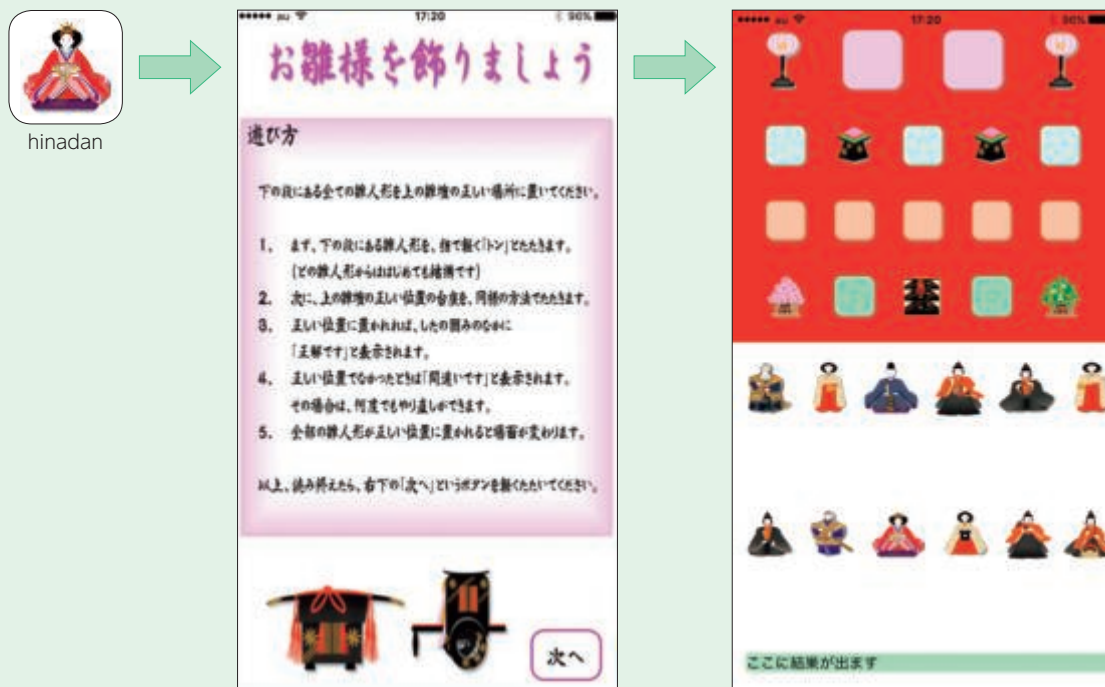 hinadan
●●●●● au 17:20 90%
お雛様を飾りましょう
遊び方
下の段にある全ての雛人形を上の雛壇の正しい場所に置いてください。
1. まず、下の段にある雛人形を、指で軽く「トン」とたたきます。
(どの雛人形からははじめても結構です)
2. 次に、上の雛壇の正しい位置の台座を、同様の方法でたたきます。
3. 正しい位置に置かれれば、したの囲みのなかに
「正解です」と表示されます。
4. 正しい位置でなかったときは「間違いです」と表示されます。
その場合は、何度でもやり直しができます。
5. 全部の雛人形が正しい位置に置かれると場面が変わります。
以上、読み終えたら、右下の「次へ」というボタンを軽くたたいてください。
次へ
●●●●● au 17:20 90%
ここに結果が出ます